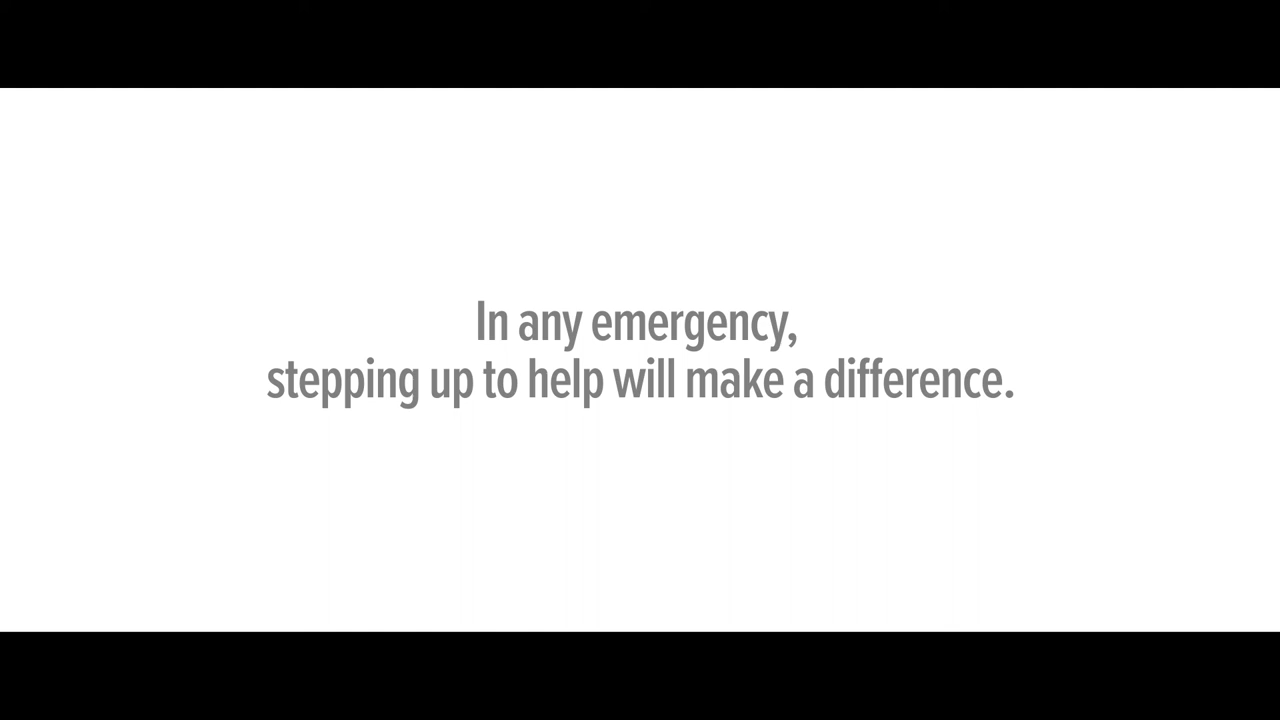 In any emergency,
stepping up to help will make a difference.